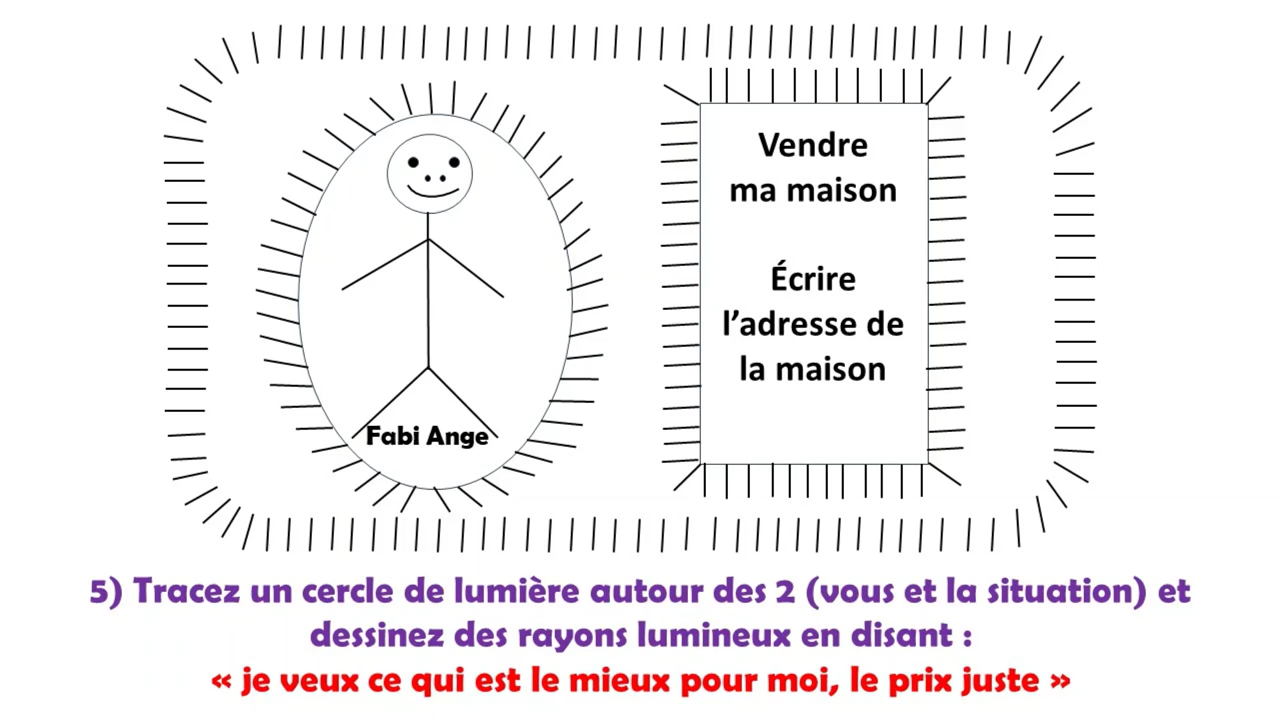 Vendre
ma maison
Écrire
l’adresse de
la maison
Fabi Ange
5) Tracez un cercle de lumière autour des 2 (vous et la situation) et
dessinez des rayons lumineux en disant :
« je veux ce qui est le mieux pour moi, le prix juste »